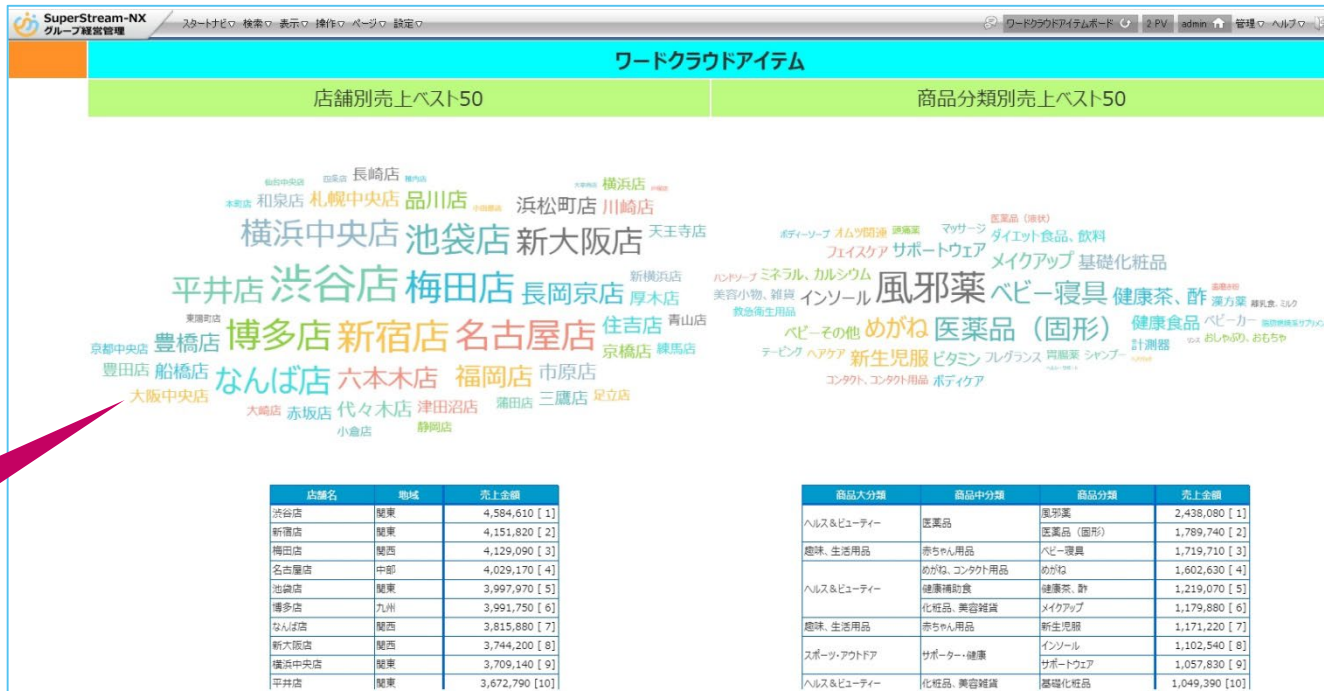 SuperStream-NX
グループ経営管理
スタートナビ 検索 表示 操作 ページ 設定
ワードクラウドアイテムボード 2 PV admin 管理 ヘルプ
ワードクラウドアイテム
店舗別売上ベスト50
商品分類別売上ベスト50
仙台中央店 四条店 長崎店 横浜店
本町店 和泉店 札幌中央店 品川店 浜松町店 川崎店
横浜中央店 池袋店 新大阪店 天王寺店
平井店 渋谷店 梅田店 長岡京店 新横浜店 厚木店
東陽町店 豊橋店 博多店 新宿店 名古屋店 住吉店 青山店
京都中央店 京橋店 練馬店
豊田店 船橋店 なんば店 六本木店 福岡店 市原店
大阪中央店 大崎店 赤坂店 代々木店 津田沼店 蒲田店 三鷹店 足立店
小倉店 静岡店
医薬品(液状)
ボディーソープ オムツ関連 頭痛薬 マッサージ ダイエット食品、飲料
フェイスケア サポートウェア メイクアップ 基礎化粧品
ハンドソープ ミネラル、カルシウム
美容小物、雑貨 インソール 風邪薬 ベビー寝具 健康茶、酢 漢方薬 離乳食、ミルク
救急衛生用品
ベビーその他 めがね 医薬品(固形) 健康食品 ベビーカー
計測器 リンス おしゃぶり、おもちゃ
テーピング ヘアケア 新生児服 ビタミン フレグランス 胃腸薬 シャンプー
コンタクト、コンタクト用品 ボディケア
店舗名 地域 売上金額
渋谷店 関東 4,584,610 [ 1]
新宿店 関東 4,151,820 [ 2]
梅田店 関西 4,129,090 [ 3]
名古屋店 中部 4,029,170 [ 4]
池袋店 関東 3,997,970 [ 5]
博多店 九州 3,991,750 [ 6]
なんば店 関西 3,815,880 [ 7]
新大阪店 関西 3,744,200 [ 8]
横浜中央店 関東 3,709,140 [ 9]
平井店 関東 3,672,790 [10]
商品大分類 商品中分類 商品分類 売上金額
ヘルス&ビューティー 医薬品 風邪薬 2,438,080 [ 1]
医薬品(固形) 1,789,740 [ 2]
趣味、生活用品 赤ちゃん用品 ベビー寝具 1,719,710 [ 3]
ヘルス&ビューティー めがね、コンタクト用品 めがね 1,602,630 [ 4]
健康補助食 健康茶、酢 1,219,070 [ 5]
化粧品、美容雑貨 メイクアップ 1,179,880 [ 6]
趣味、生活用品 赤ちゃん用品 新生児服 1,171,220 [ 7]
スポーツ・アウトドア サポーター・健康 インソール 1,102,540 [ 8]
サポートウェア 1,057,830 [ 9]
ヘルス&ビューティー 化粧品、美容雑貨 基礎化粧品 1,049,390 [10]